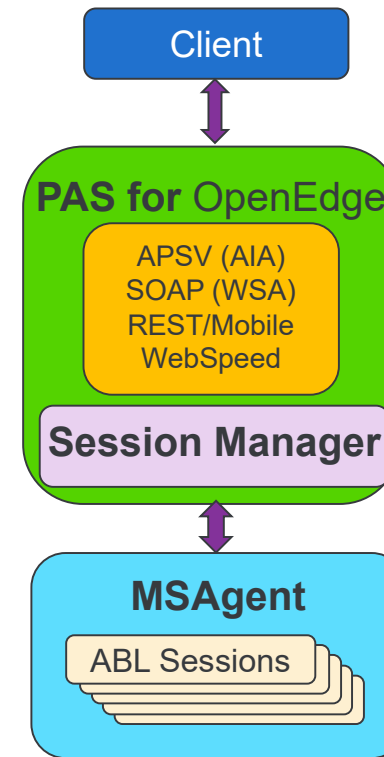 Client
PAS for OpenEdge
APSV (AIA)
SOAP (WSA)
REST/Mobile
WebSpeed
Session Manager
MSAgent
ABL Sessions